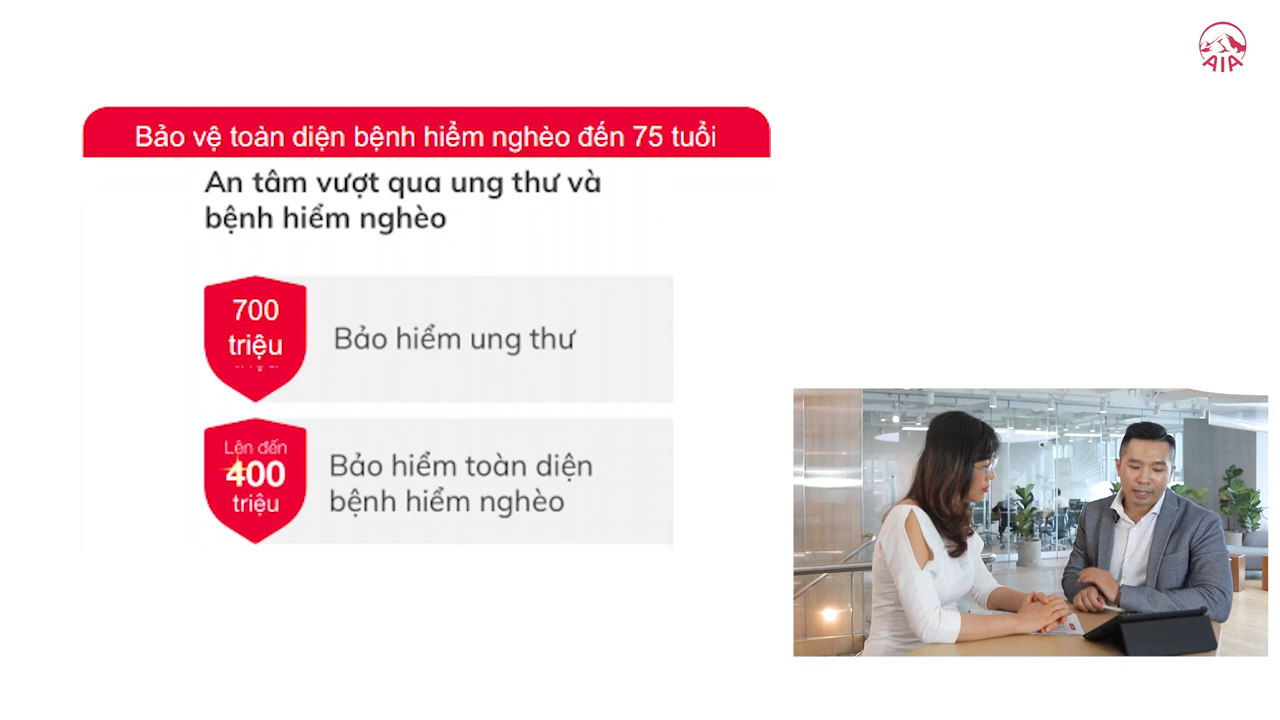 AIA
Bảo vệ toàn diện bệnh hiểm nghèo đến 75 tuổi
An tâm vượt qua ung thư và
bệnh hiểm nghèo
700
triệu
Bảo hiểm ung thư
Lên đến
400
triệu
Bảo hiểm toàn diện
bệnh hiểm nghèo